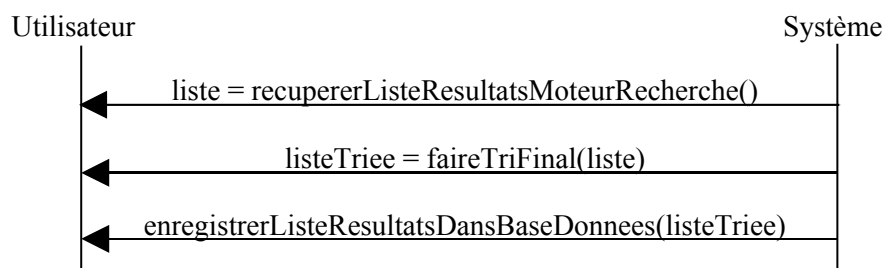 Utilisateur
Système
liste = recupererListeResultatsMoteurRecherche()
listeTriee = faireTriFinal(liste)
enregistrerListeResultatsDansBaseDonnees(listeTriee)